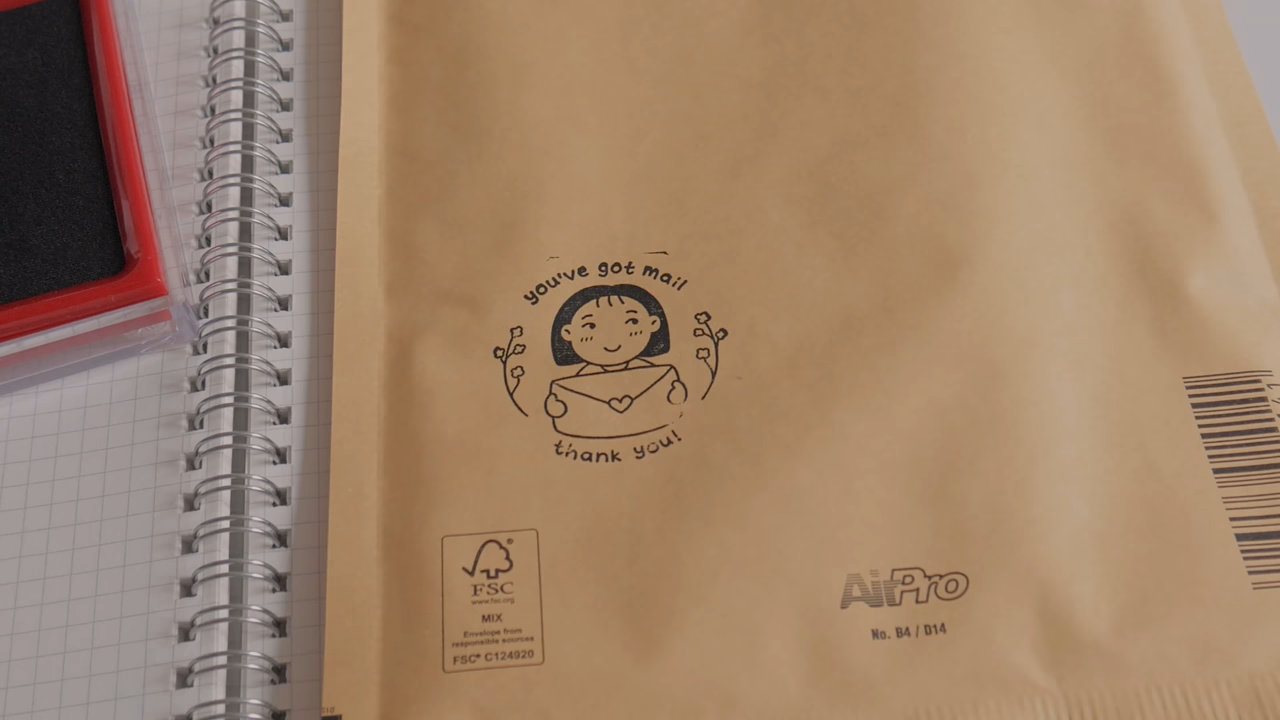 you've got mail
thank you!
FSC®
www.fsc.org
MIX
Envelope from
responsible sources
FSC® C124920
AirPro
No. B4 / D14